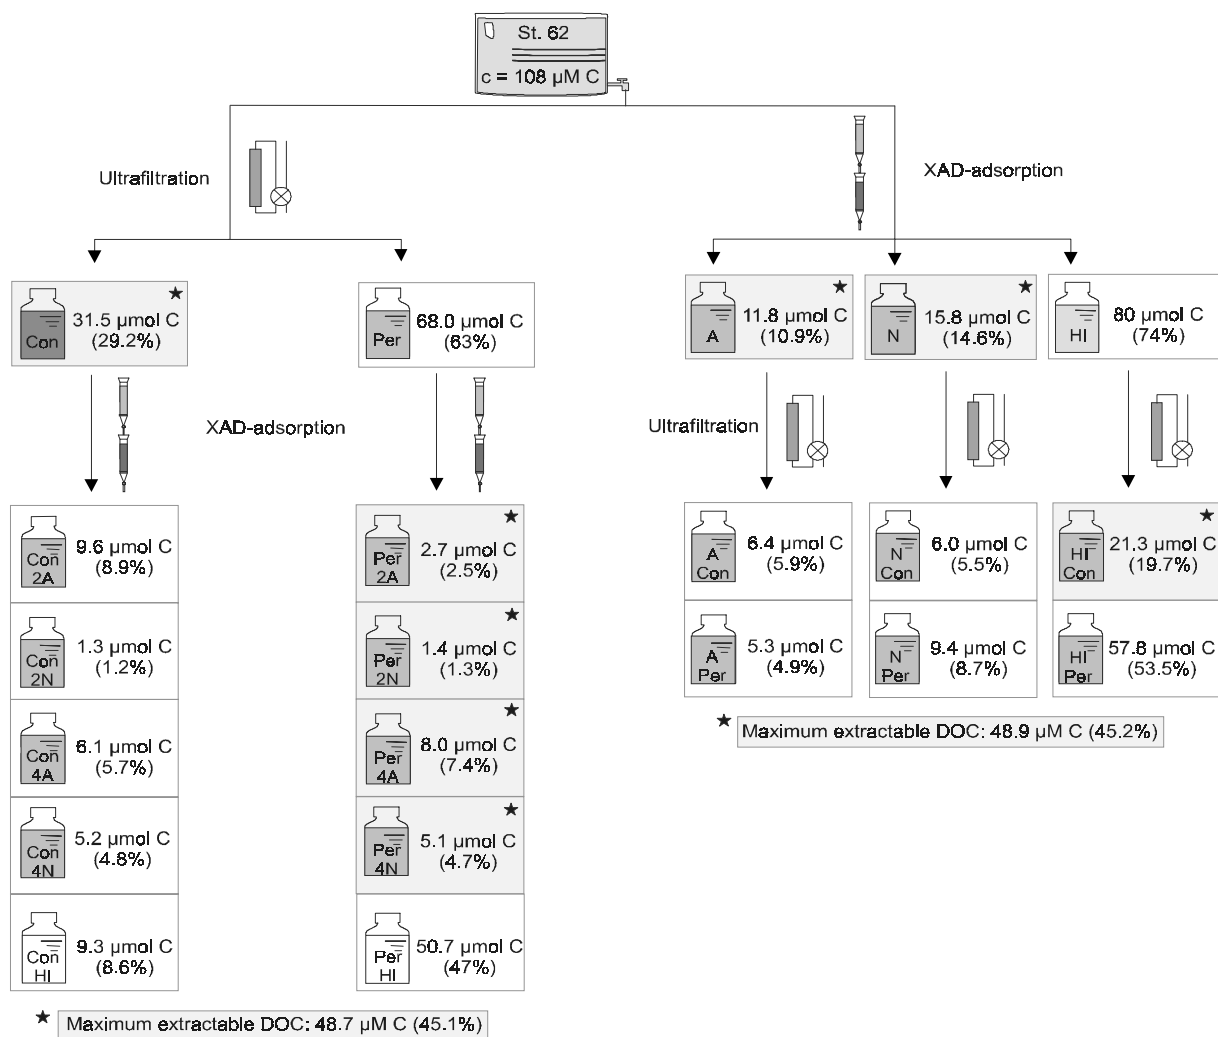 St. 62
c = 108 µM C
Ultrafiltration
XAD-adsorption
Con
31.5 µmol C
(29.2%)
Per
68.0 µmol C
(63%)
A
11.8 µmol C
(10.9%)
N
15.8 µmol C
(14.6%)
HI
80 µmol C
(74%)
XAD-adsorption
Ultrafiltration
Con
2A
9.6 µmol C
(8.9%)
Con
2N
1.3 µmol C
(1.2%)
Con
4A
6.1 µmol C
(5.7%)
Con
4N
5.2 µmol C
(4.8%)
Con
HI
9.3 µmol C
(8.6%)
Per
2A
2.7 µmol C
(2.5%)
Per
2N
1.4 µmol C
(1.3%)
Per
4A
8.0 µmol C
(7.4%)
Per
4N
5.1 µmol C
(4.7%)
Per
HI
50.7 µmol C
(47%)
Maximum extractable DOC: 48.7 µM C (45.1%)
A
Con
6.4 µmol C
(5.9%)
A
Per
5.3 µmol C
(4.9%)
N
Con
6.0 µmol C
(5.5%)
N
Per
9.4 µmol C
(8.7%)
HI
Con
21.3 µmol C
(19.7%)
HI
Per
57.8 µmol C
(53.5%)
Maximum extractable DOC: 48.9 µM C (45.2%)